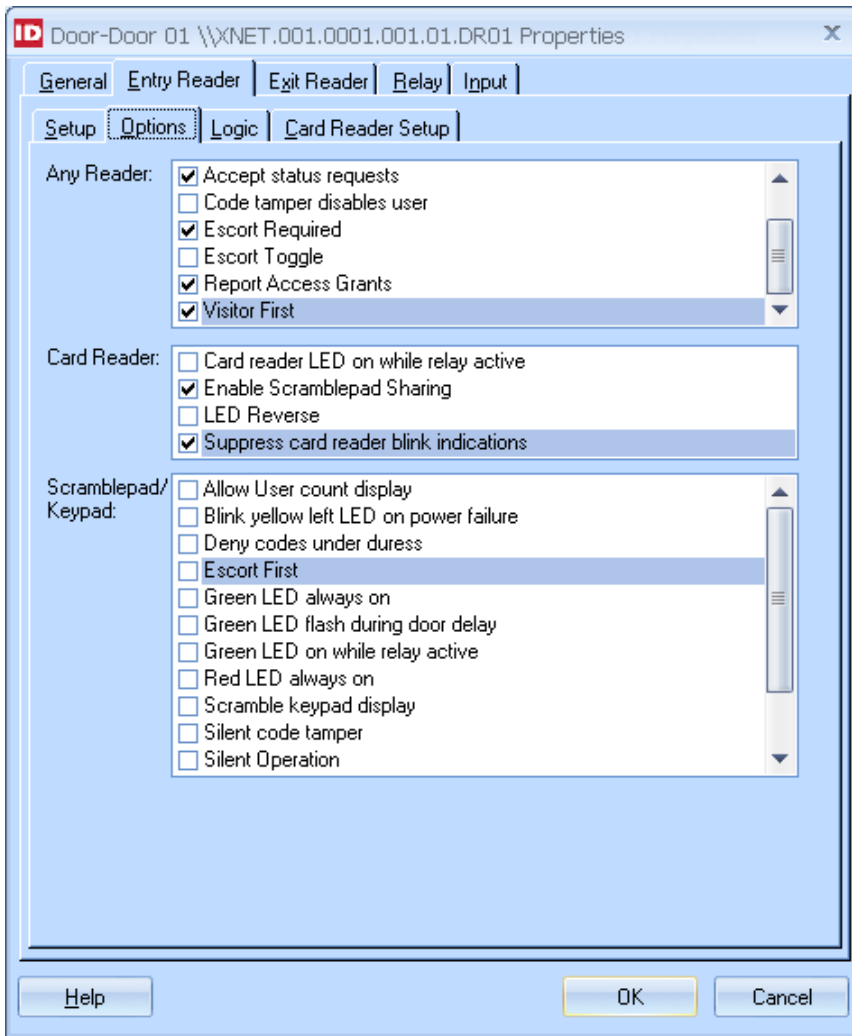 ID Door-Door 01 \\XNET.001.0001.001.01.DR01 Properties X
General Entry Reader Exit Reader Relay Input
Setup Options Logic Card Reader Setup
Any Reader:
Accept status requests
Code tamper disables user
Escort Required
Escort Toggle
Report Access Grants
Visitor First
Card Reader:
Card reader LED on while relay active
Enable Scramblepad Sharing
LED Reverse
Suppress card reader blink indications
Scramblepad/
Keypad:
Allow User count display
Blink yellow left LED on power failure
Deny codes under duress
Escort First
Green LED always on
Green LED flash during door delay
Green LED on while relay active
Red LED always on
Scramble keypad display
Silent code tamper
Silent Operation
Help OK Cancel